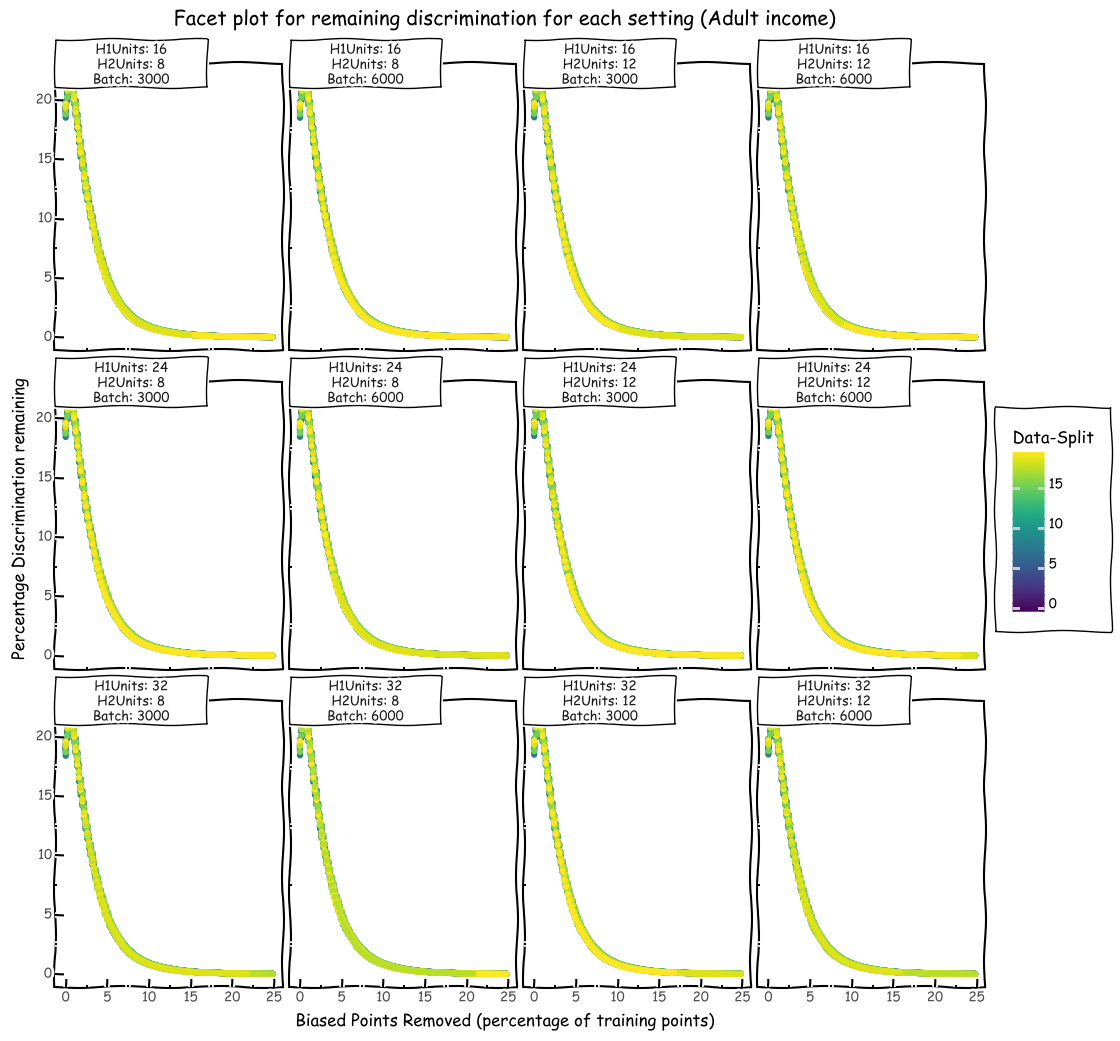 Facet plot for remaining discrimination for each setting (Adult income)
H1Units: 16
H2Units: 8
Batch: 3000
H1Units: 16
H2Units: 8
Batch: 6000
H1Units: 16
H2Units: 12
Batch: 3000
H1Units: 16
H2Units: 12
Batch: 6000
20
15
10
5
0
H1Units: 24
H2Units: 8
Batch: 3000
H1Units: 24
H2Units: 8
Batch: 6000
H1Units: 24
H2Units: 12
Batch: 3000
H1Units: 24
H2Units: 12
Batch: 6000
20
15
10
5
0
Percentage Discrimination remaining
Data-Split
15
10
5
0
H1Units: 32
H2Units: 8
Batch: 3000
H1Units: 32
H2Units: 8
Batch: 6000
H1Units: 32
H2Units: 12
Batch: 3000
H1Units: 32
H2Units: 12
Batch: 6000
20
15
10
5
0
0 5 10 15 20 25 0 5 10 15 20 25 0 5 10 15 20 25 0 5 10 15 20 25
Biased Points Removed (percentage of training points)